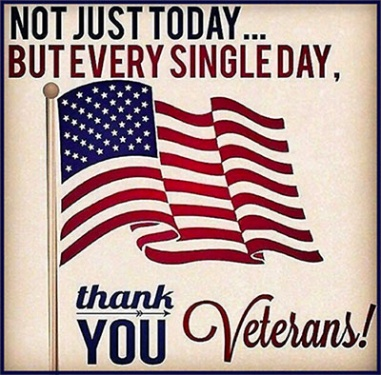 NOT JUST TODAY...
BUT EVERY SINGLE DAY,
thank
YOU Veterans!